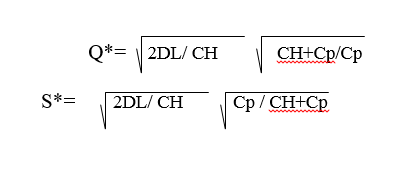 Q*= √2DL/ CH √CH+Cp/Cp
S*= √2DL/ CH √Cp / CH+Cp